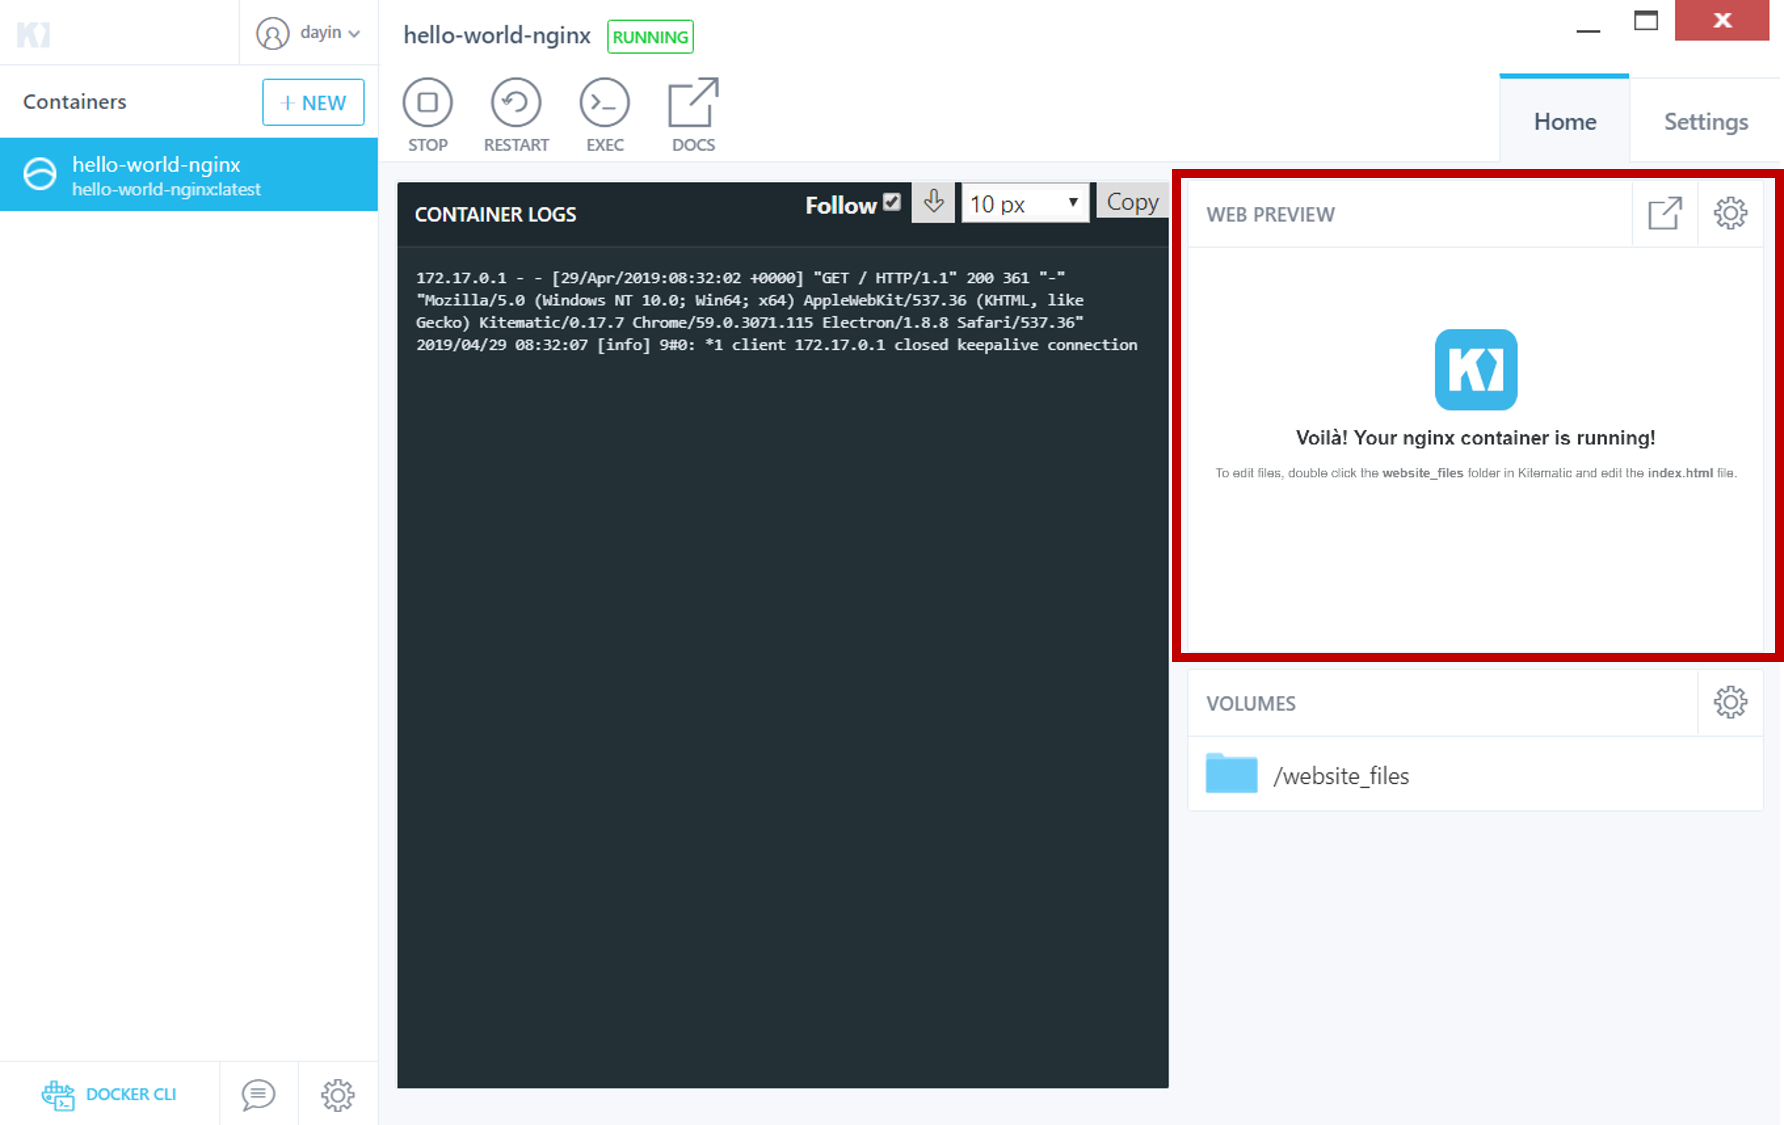 dayin
hello-world-nginx RUNNING
Containers
+ NEW
hello-world-nginx
hello-world-nginx:latest
STOP
RESTART
EXEC
DOCS
Home
Settings
CONTAINER LOGS
Follow
10 px
Copy
172.17.0.1 - - [29/Apr/2019:08:32:02 +0000] "GET / HTTP/1.1" 200 361 "-"
"Mozilla/5.0 (Windows NT 10.0; Win64; x64) AppleWebKit/537.36 (KHTML, like
Gecko) Kitematic/0.17.7 Chrome/59.0.3071.115 Electron/1.8.8 Safari/537.36"
2019/04/29 08:32:07 [info] 9#0: *1 client 172.17.0.1 closed keepalive connection
WEB PREVIEW
Voilà! Your nginx container is running!
To edit files, double click the website_files folder in Kitematic and edit the index.html file.
VOLUMES
/website_files
DOCKER CLI